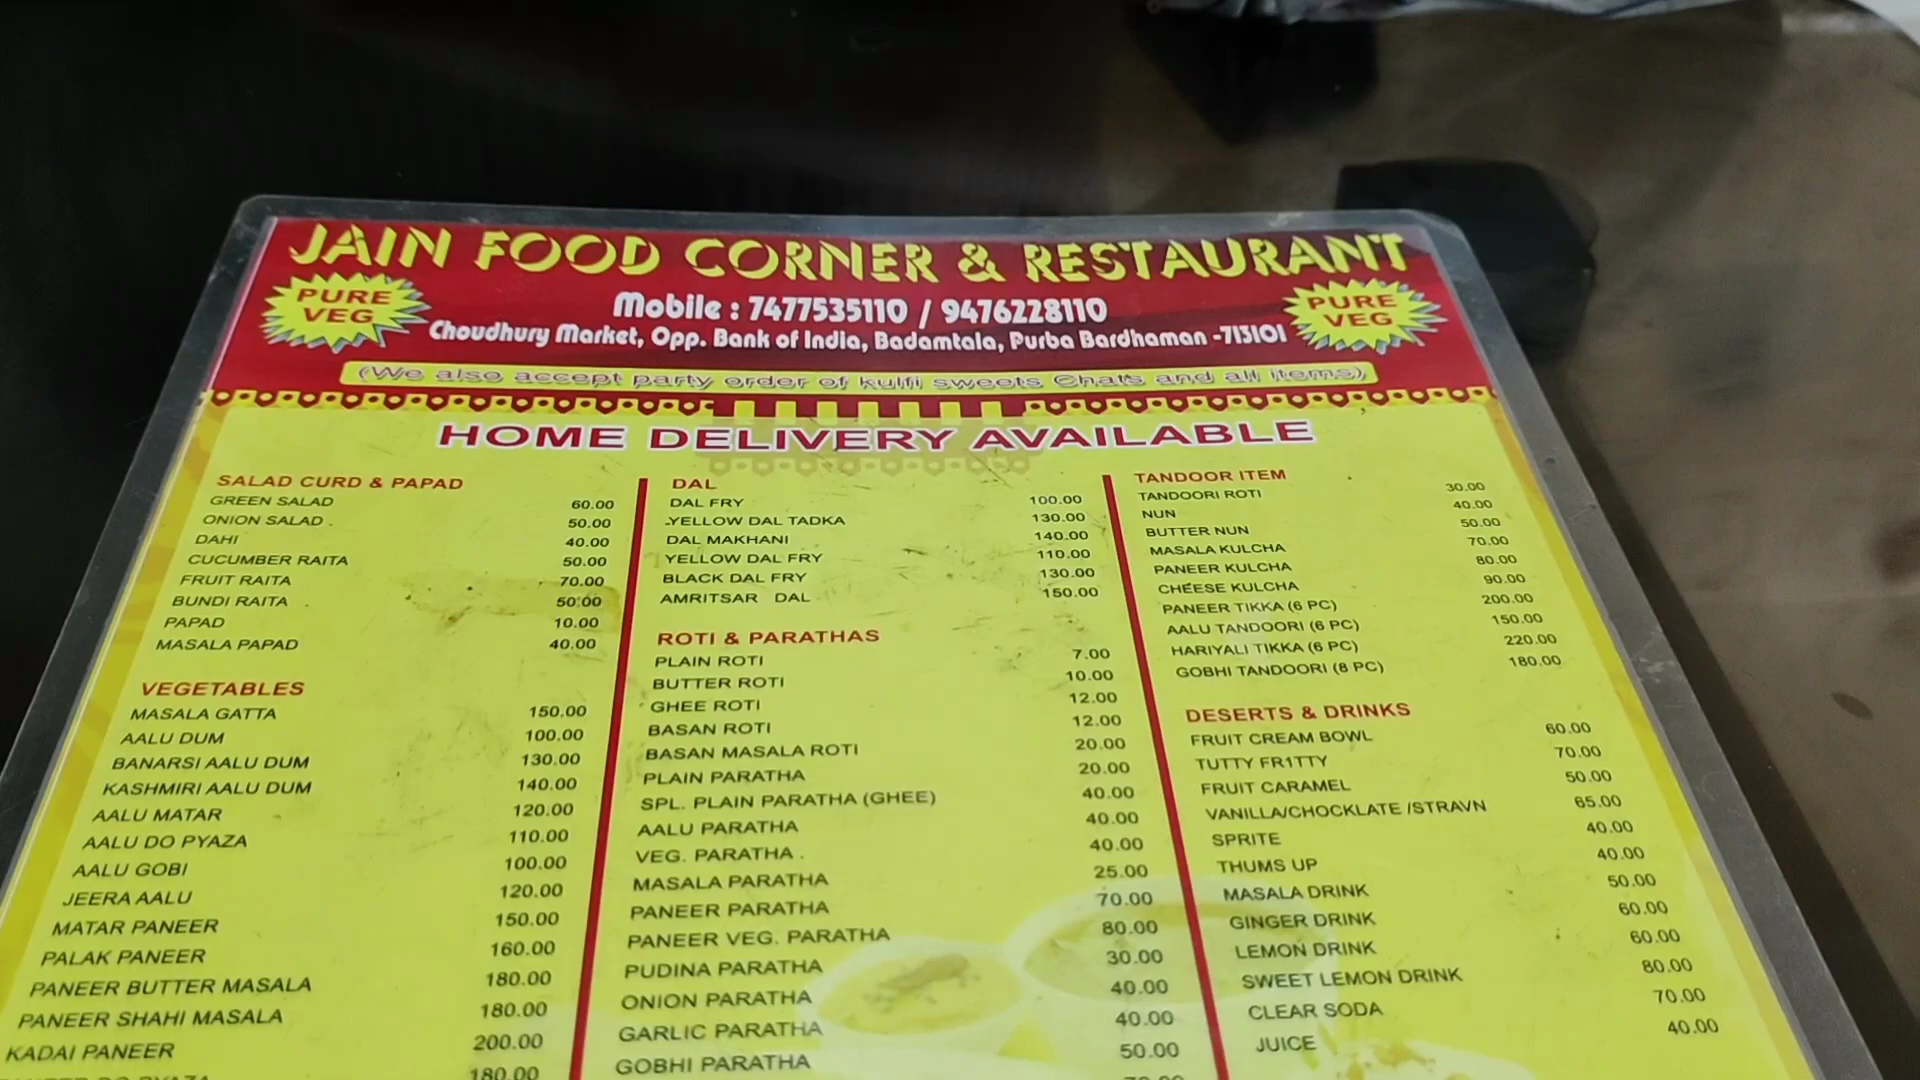 JAIN FOOD CORNER & RESTAURANT
PURE VEG
Mobile : 7477535110 / 9476228110
PURE VEG
Choudhury Market, Opp. Bank of India, Badamtala, Purba Bardhaman -713101
(We also accept party order of kulfi sweets Chats and all items)
HOME DELIVERY AVAILABLE
SALAD CURD & PAPAD
GREEN SALAD 60.00
ONION SALAD . 50.00
DAHI 40.00
CUCUMBER RAITA 50.00
FRUIT RAITA 70.00
BUNDI RAITA 50.00
PAPAD 10.00
MASALA PAPAD 40.00
VEGETABLES
MASALA GATTA 150.00
AALU DUM 100.00
BANARSI AALU DUM 130.00
KASHMIRI AALU DUM 140.00
AALU MATAR 120.00
AALU DO PYAZA 110.00
AALU GOBI 100.00
JEERA AALU 120.00
MATAR PANEER 150.00
PALAK PANEER 160.00
PANEER BUTTER MASALA 180.00
PANEER SHAHI MASALA 180.00
KADAI PANEER 200.00
180.00
DAL
DAL FRY 100.00
YELLOW DAL TADKA 130.00
DAL MAKHANI 140.00
YELLOW DAL FRY 110.00
BLACK DAL FRY 130.00
AMRITSAR DAL 150.00
ROTI & PARATHAS
PLAIN ROTI 7.00
BUTTER ROTI 10.00
GHEE ROTI 12.00
BASAN ROTI 12.00
BASAN MASALA ROTI 20.00
PLAIN PARATHA 20.00
SPL. PLAIN PARATHA (GHEE) 40.00
AALU PARATHA 40.00
VEG. PARATHA . 40.00
MASALA PARATHA 25.00
PANEER PARATHA 70.00
PANEER VEG. PARATHA 80.00
PUDINA PARATHA 30.00
ONION PARATHA 40.00
GARLIC PARATHA 40.00
GOBHI PARATHA 50.00
TANDOOR ITEM
TANDOORI ROTI 30.00
NUN 40.00
BUTTER NUN 50.00
MASALA KULCHA 70.00
PANEER KULCHA 80.00
CHEESE KULCHA 90.00
PANEER TIKKA (6 PC) 200.00
AALU TANDOORI (6 PC) 150.00
HARIYALI TIKKA (6 PC) 220.00
GOBHI TANDOORI (8 PC) 180.00
DESERTS & DRINKS
FRUIT CREAM BOWL 60.00
TUTTY FR1TTY 70.00
FRUIT CARAMEL 50.00
VANILLA/CHOCKLATE /STRAVN 65.00
SPRITE 40.00
THUMS UP 40.00
MASALA DRINK 50.00
GINGER DRINK 60.00
LEMON DRINK 60.00
SWEET LEMON DRINK 80.00
CLEAR SODA 70.00
JUICE 40.00